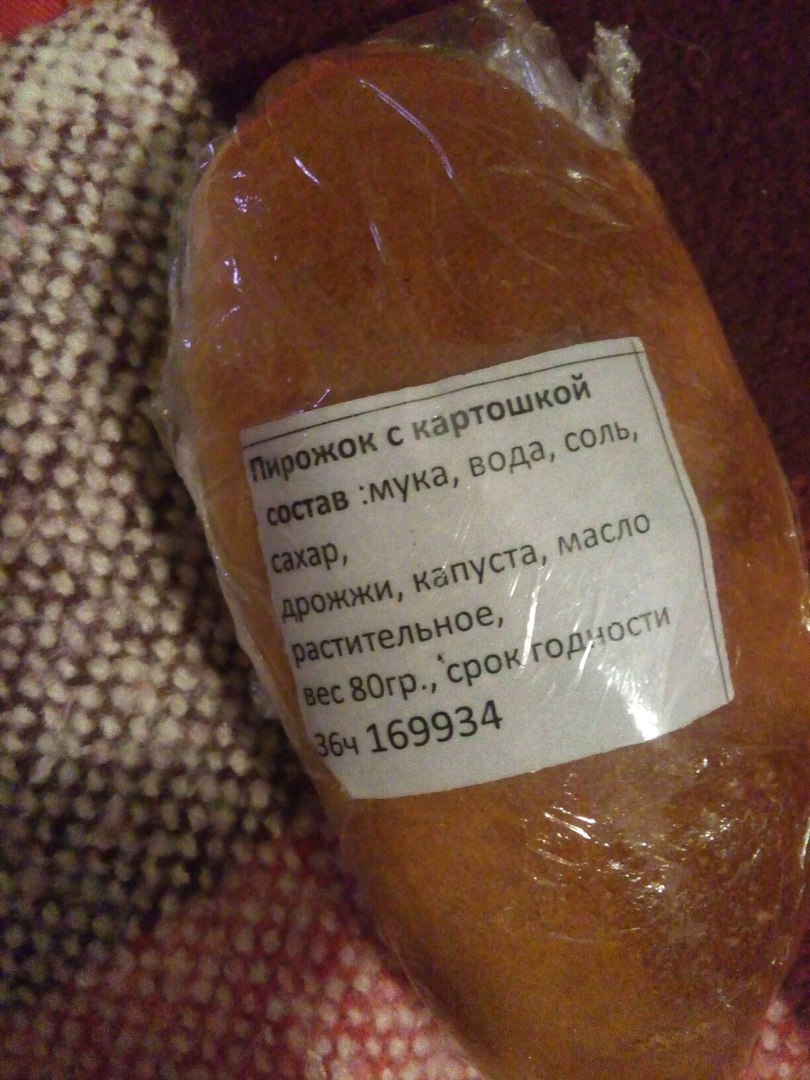 Пирожок с картошкой
состав :мука, вода, соль,
сахар,
дрожжи, капуста, масло
растительное,
вес 80гр., срок годности
36ч 169934